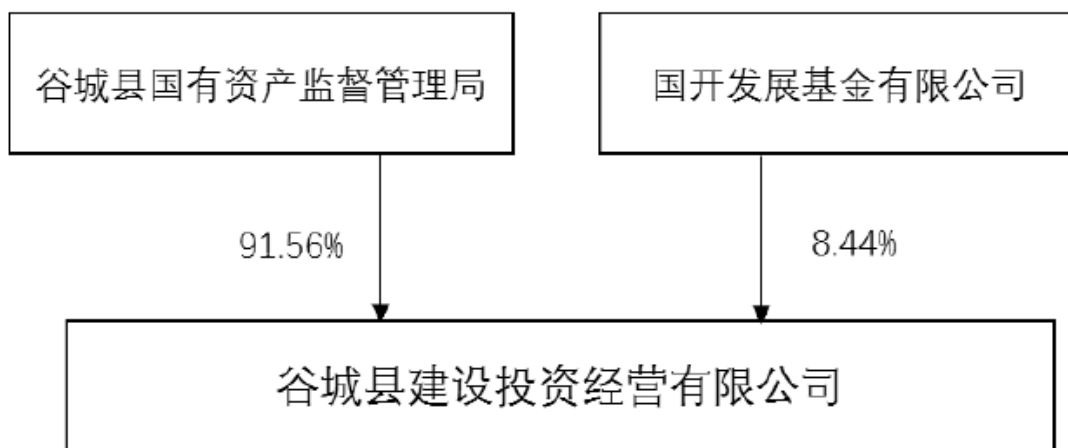 谷城县国有资产监督管理局
国开发展基金有限公司
91.56%
8.44%
谷城县建设投资经营有限公司